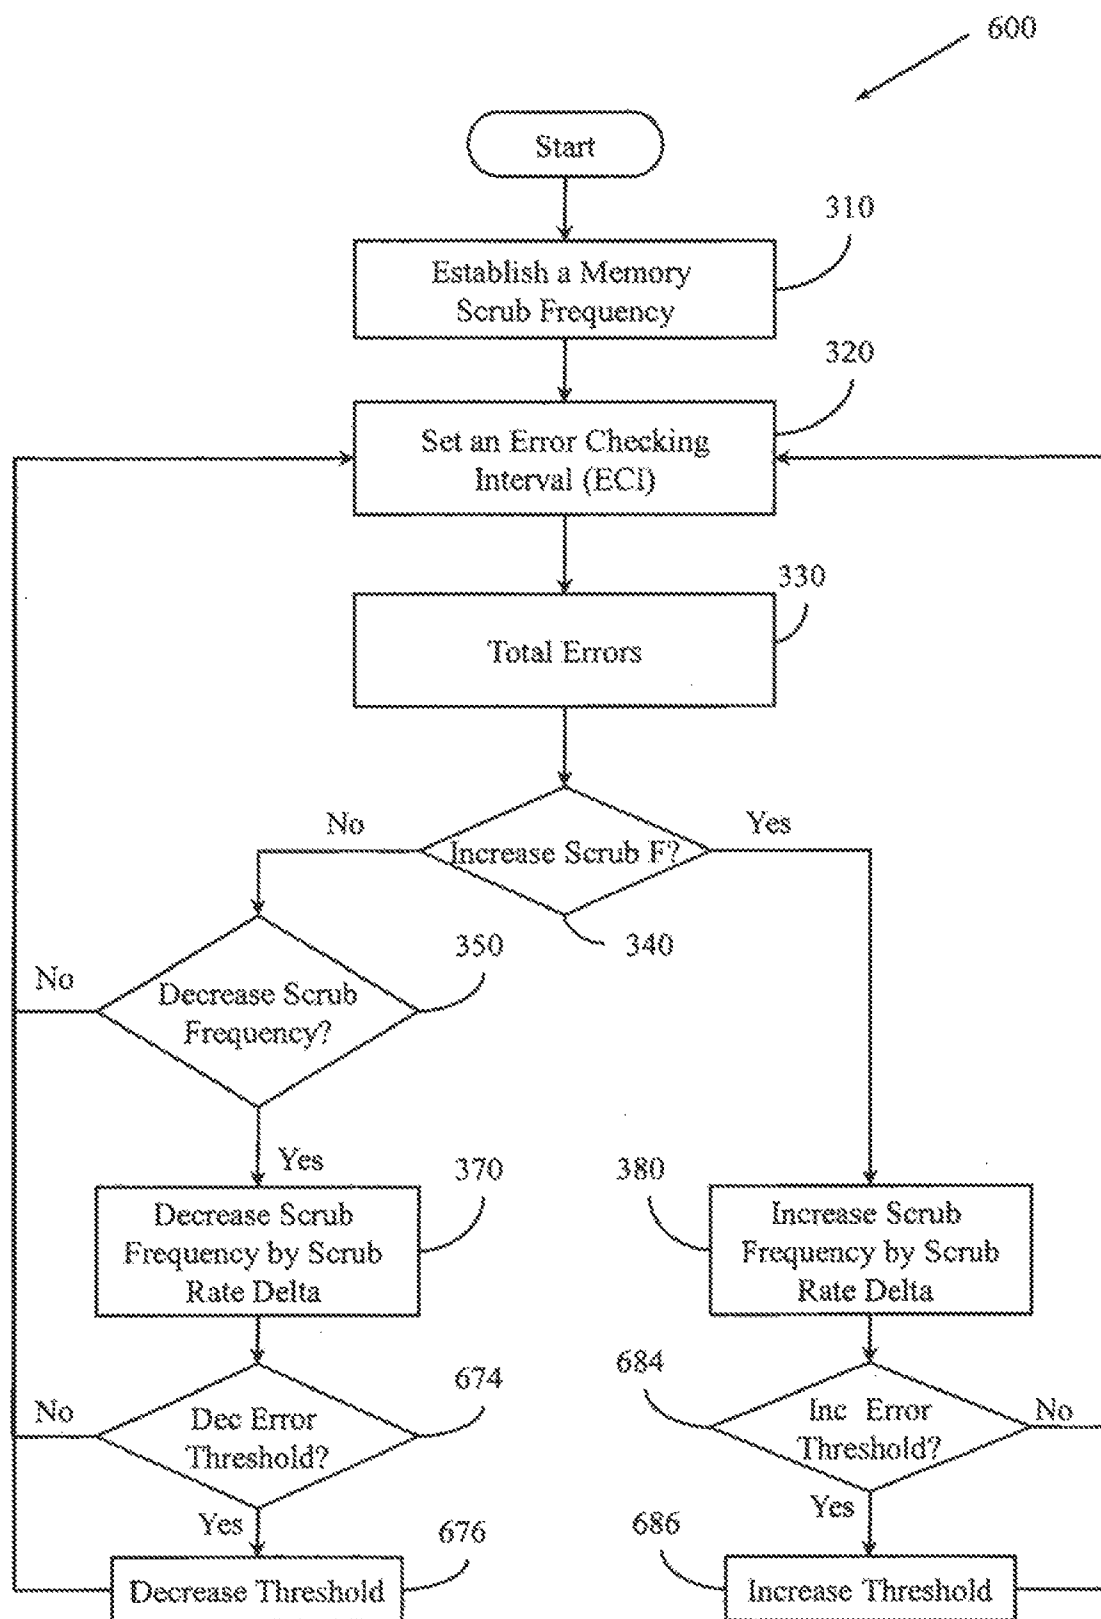 600
Start
310
Establish a Memory
Scrub Frequency
320
Set an Error Checking
Interval (ECI)
330
Total Errors
No
Yes
Increase Scrub F?
340
350
No
Decrease Scrub
Frequency?
Yes
370
380
Decrease Scrub
Frequency by Scrub
Rate Delta
Increase Scrub
Frequency by Scrub
Rate Delta
674
684
No
Dec Error
Threshold?
Inc Error
Threshold?
No
Yes
Yes
676
686
Decrease Threshold
Increase Threshold